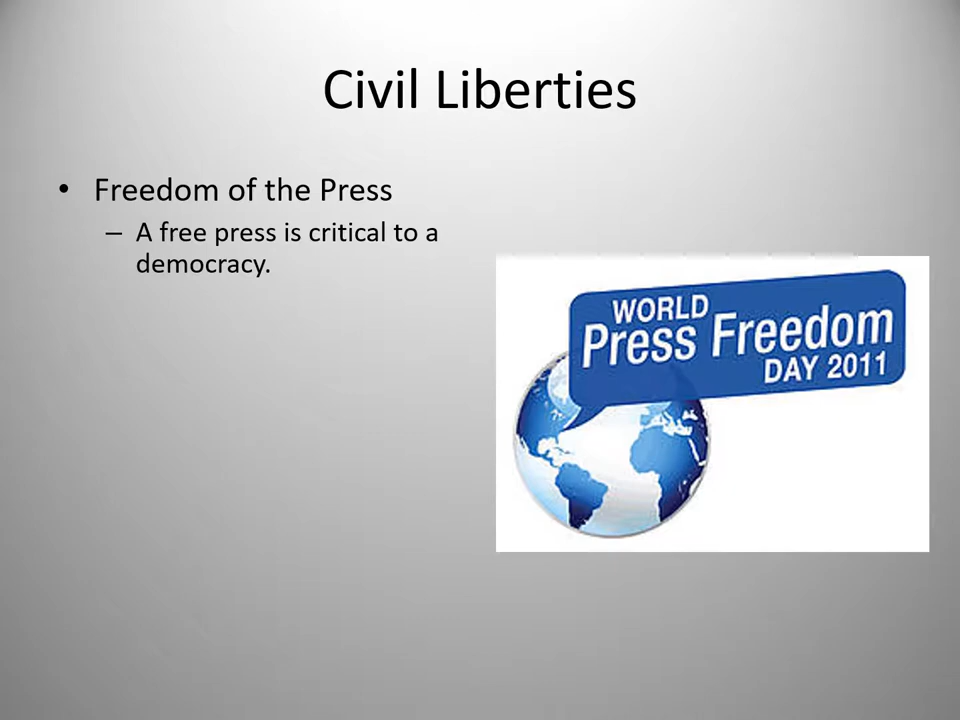 Civil Liberties
• Freedom of the Press
– A free press is critical to a
democracy.
WORLD
Press Freedom
DAY 2011